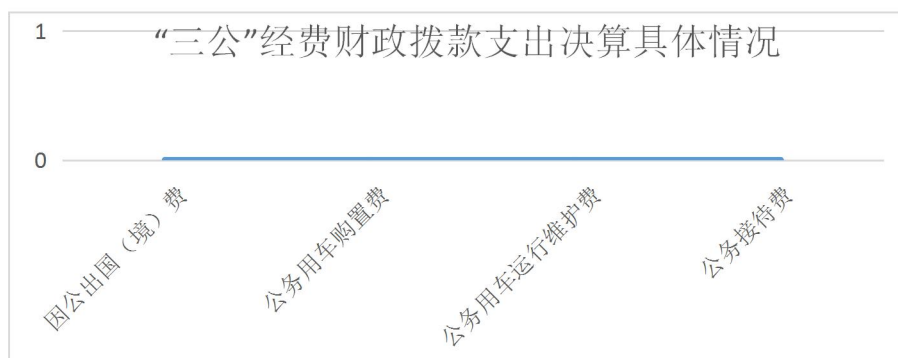 “三公”经费财政拨款支出决算具体情况
1
0
因公出国（境）费
公务用车购置费
公务用车运行维护费
公务接待费